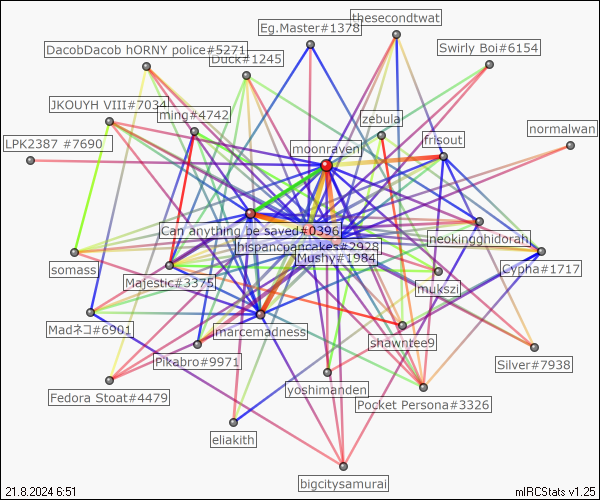 thesecondtwat
Eg.Master#1378
Swirly Boi#6154
DacobDacob hORNY police#5271
Duck#1245
JKOUYH VIII#7034
ming#4742
zebula
normalwan
LPK2387 #7690
moonraven
frisout
Can anything be saved#0396
neokingghidorah
hispancpancakes#2928
Mushy#1984
somass
Cypha#1717
Majestic#3375
mukszi
Madネコ#6901
marcemadness
shawntee9
Pikabro#9971
Silver#7938
yoshimanden
Fedora Stoat#4479
Pocket Persona#3326
eliakith
bigcitysamurai
21.8.2024 6:51
mIRCStats v1.25